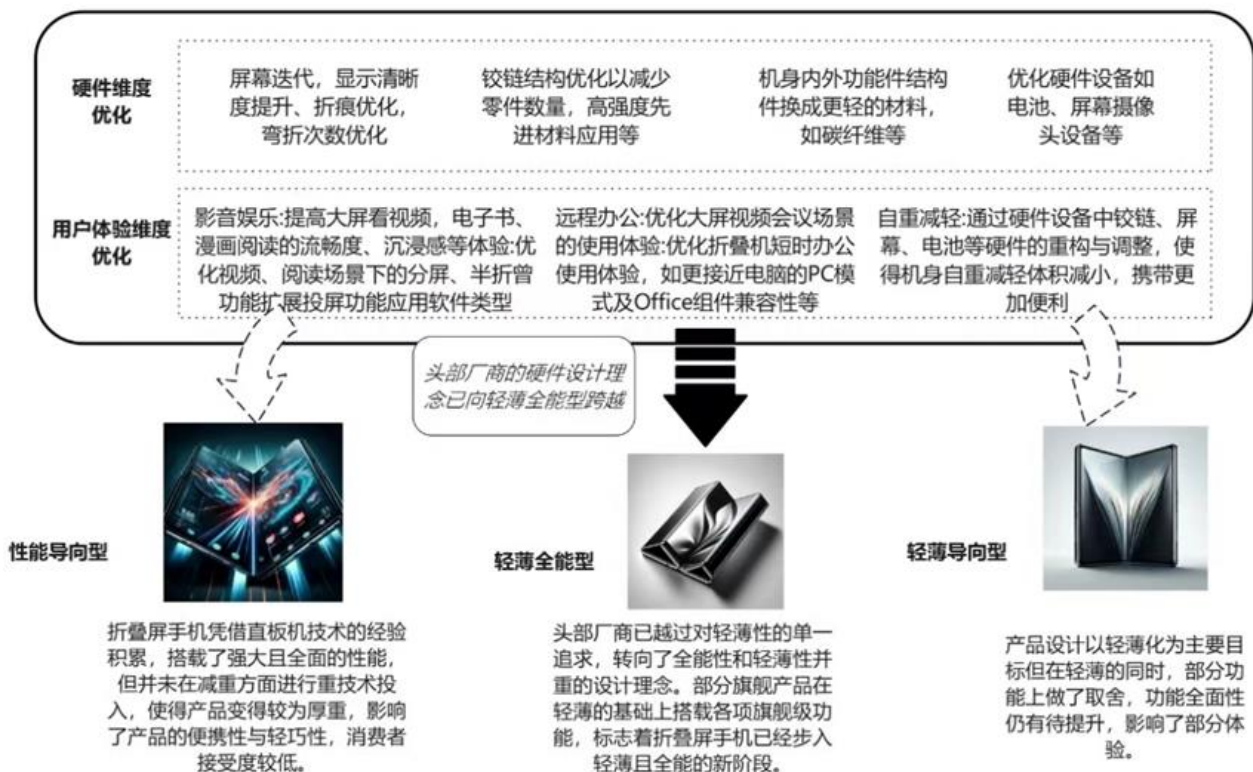 硬件维度
优化
屏幕迭代，显示清晰
度提升、折痕优化，
弯折次数优化
铰链结构优化以减少
零件数量，高强度先
进材料应用等
机身内外功能件结构
件换成更轻的材料，
如碳纤维等
优化硬件设备如
电池、屏幕摄像
头设备等
用户体验维度
优化
影音娱乐:提高大屏看视频，电子书、
漫画阅读的流畅度、沉浸感等体验:优
化视频、阅读场景下的分屏、半折曾
功能扩展投屏功能应用软件类型
远程办公:优化大屏视频会议场景
的使用体验:优化折叠机短时办公
使用体验，如更接近电脑的PC模
式及Office组件兼容性等
自重减轻:通过硬件设备中铰链、屏
幕、电池等硬件的重构与调整，使
得机身自重减轻体积减小，携带更
加便利
头部厂商的硬件设计理
念已向轻薄全能型跨越
性能导向型
折叠屏手机凭借直板机技术的经验
积累，搭载了强大且全面的性能，
但并未在减重方面进行重技术投
入，使得产品变得较为厚重，影响
了产品的便携性与轻巧性，消费者
接受度较低。
轻薄全能型
头部厂商已越过对轻薄性的单一
追求，转向了全能性和轻薄性并
重的设计理念。部分旗舰产品在
轻薄的基础上搭载各项旗舰级功
能，标志着折叠屏手机已经步入
轻薄且全能的新阶段。
轻薄导向型
产品设计以轻薄化为主要目
标但在轻薄的同时，部分功
能上做了取舍，功能全面性
仍有待提升，影响了部分体
验。